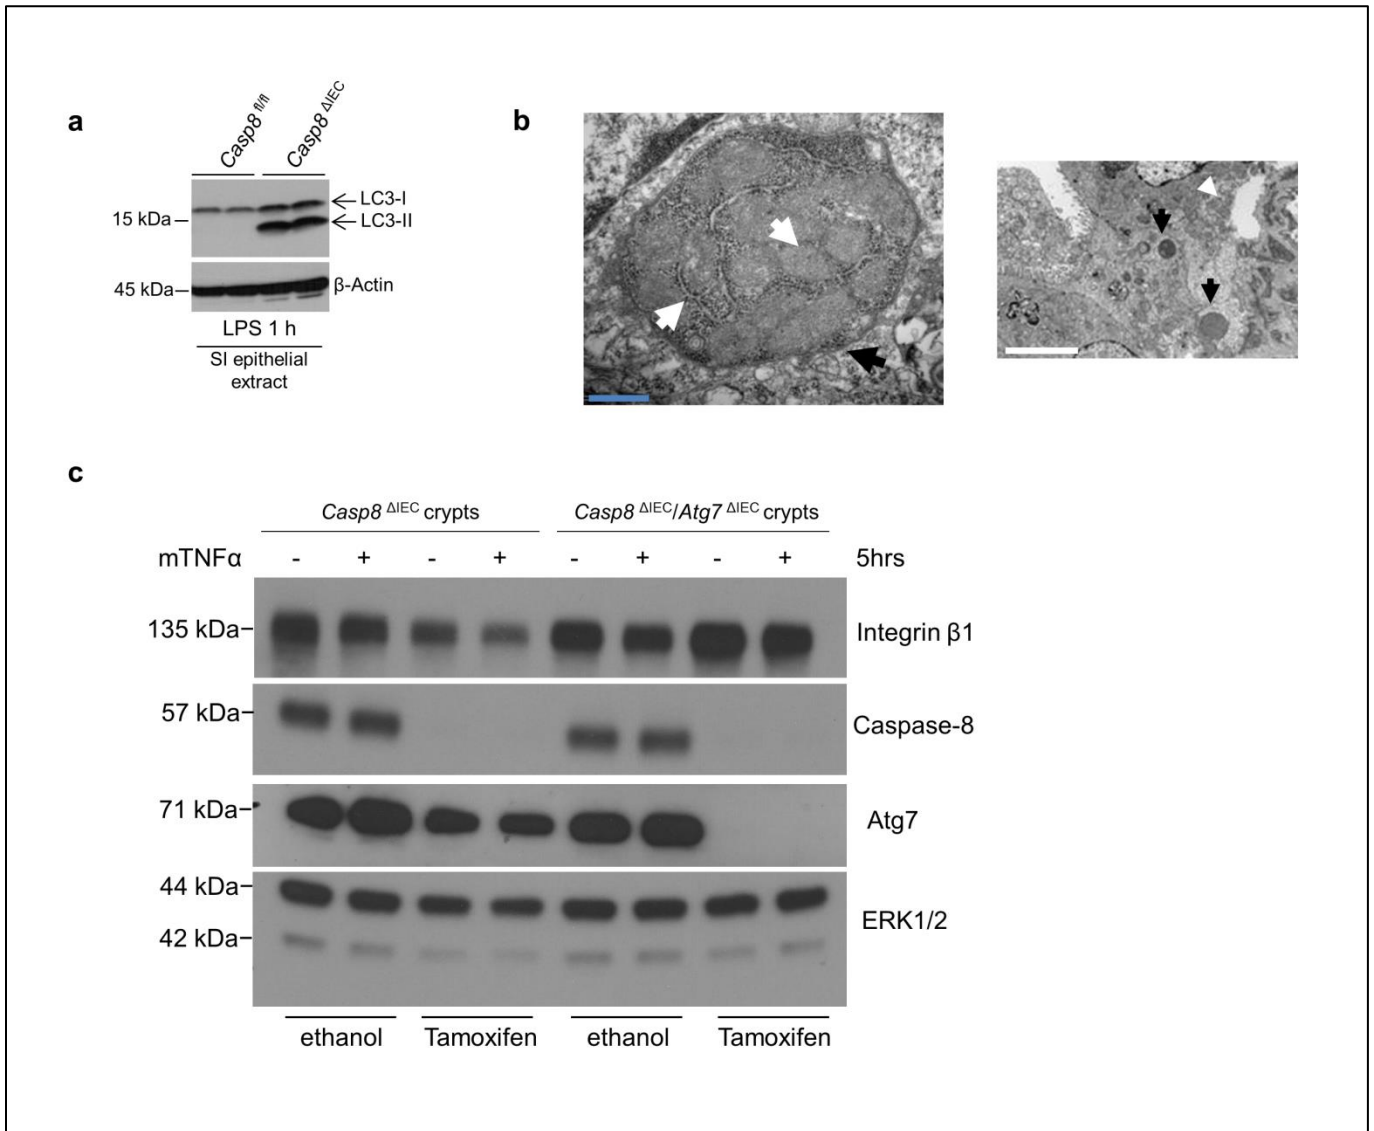 a
Casp8 fl/fl
Casp8 ΔIEC
LC3-I
15 kDa
LC3-II
45 kDa
β-Actin
LPS 1 h
SI epithelial
extract
b
c
Casp8 ΔIEC crypts
Casp8 ΔIEC/Atg7 ΔIEC crypts
mTNFα - + - + - + - + 5hrs
135 kDa
Integrin β1
57 kDa
Caspase-8
71 kDa
Atg7
44 kDa
ERK1/2
42 kDa
ethanol Tamoxifen ethanol Tamoxifen